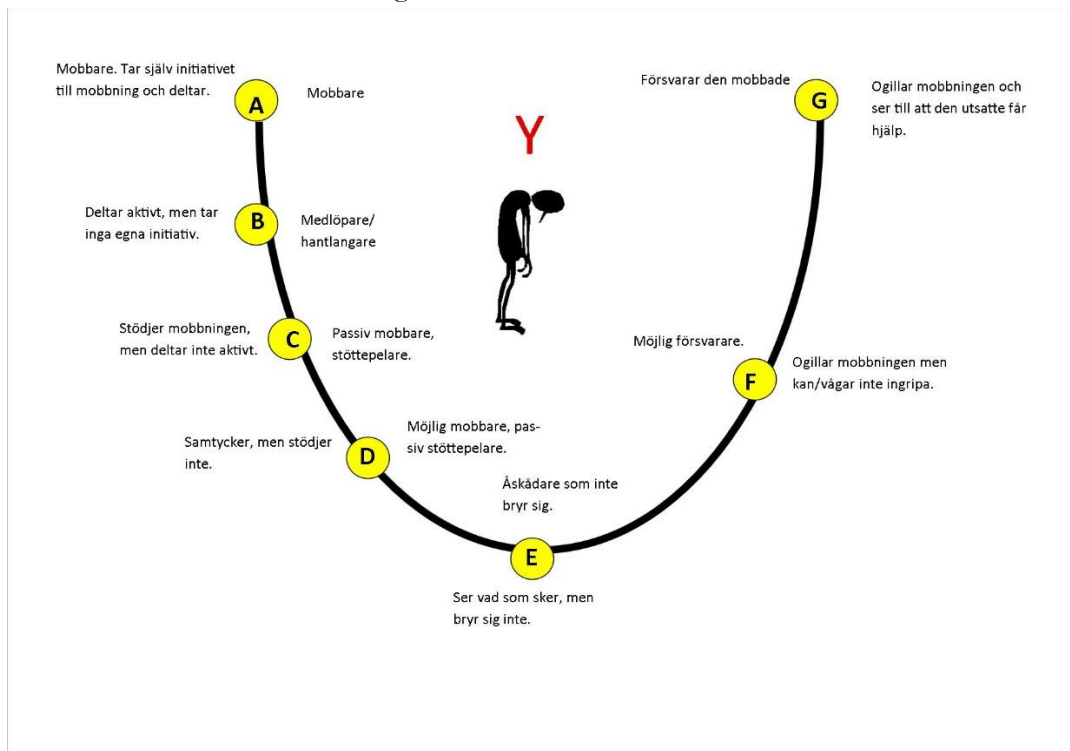 g
Mobbare. Tar själv initiativet
till mobbning och deltar.
A
Mobbare
Försvarar den mobbade
G
Ogillar mobbningen och
ser till att den utsatte får
hjälp.
Y
Deltar aktivt, men tar
inga egna initiativ.
B
Medlöpare/
hantlangare
Stödjer mobbningen,
men deltar inte aktivt.
C
Passiv mobbare,
stöttepelare.
Möjlig försvarare.
F
Ogillar mobbningen men
kan/vågar inte ingripa.
Samtycker, men stödjer
inte.
D
Möjlig mobbare, pas-
siv stöttepelare.
Åskådare som inte
bryr sig.
E
Ser vad som sker, men
bryr sig inte.